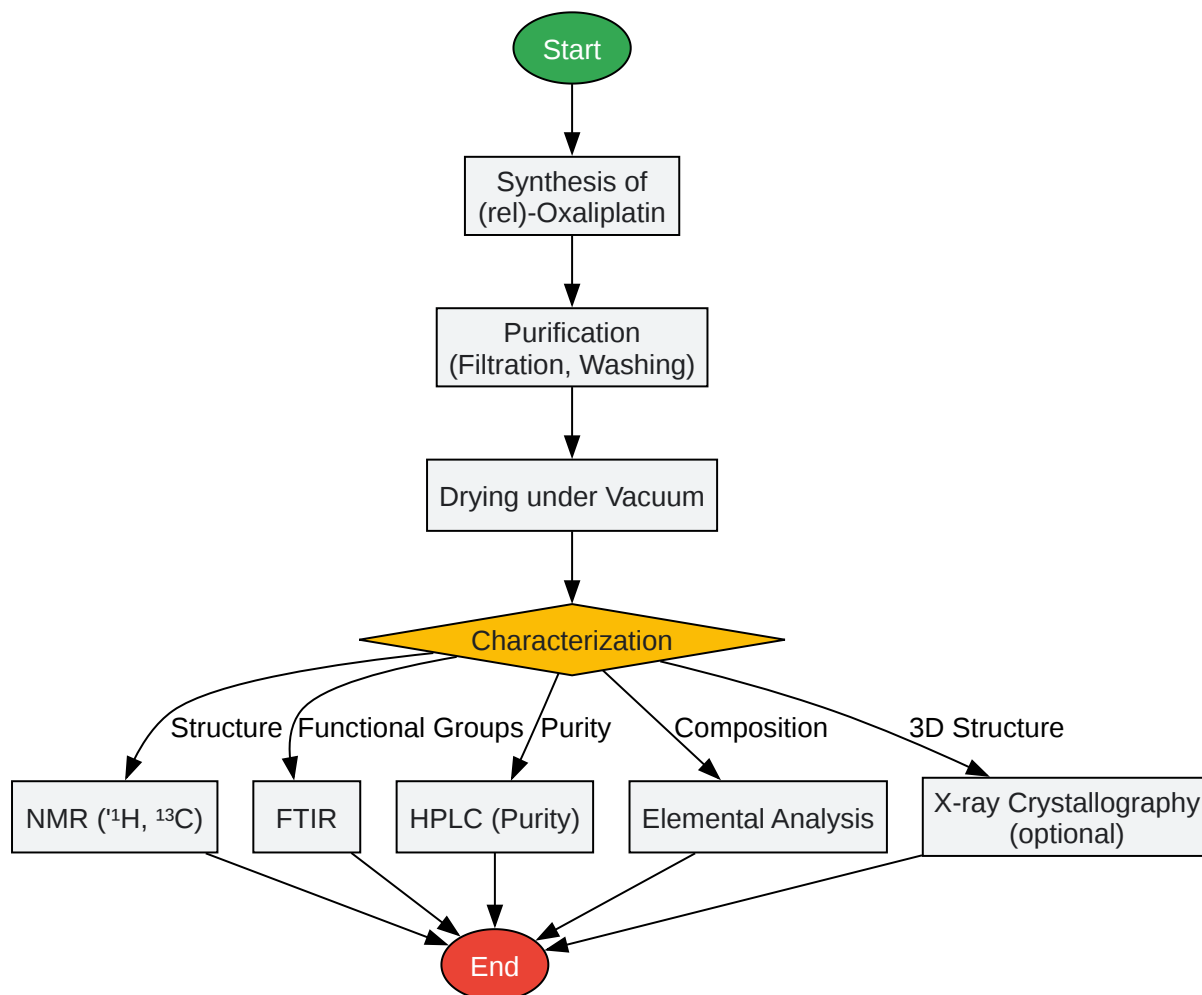 Start
Synthesis of
(rel)-Oxaliplatin
Purification
(Filtration, Washing)
Drying under Vacuum
Characterization
Structure
Functional Groups
Purity
Composition
3D Structure
NMR ('¹H, ¹³C)
FTIR
HPLC (Purity)
Elemental Analysis
X-ray Crystallography
(optional)
End